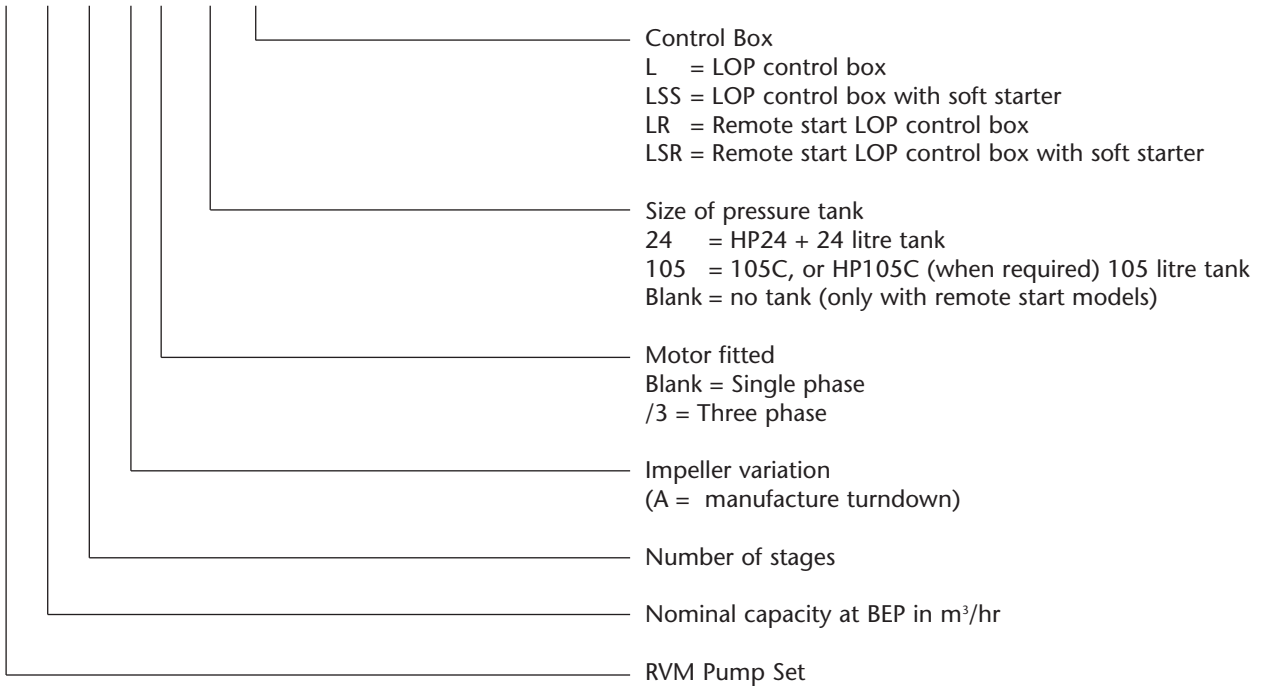 Control Box
L = LOP control box
LSS = LOP control box with soft starter
LR = Remote start LOP control box
LSR = Remote start LOP control box with soft starter
Size of pressure tank
24 = HP24 + 24 litre tank
105 = 105C, or HP105C (when required) 105 litre tank
Blank = no tank (only with remote start models)
Motor fitted
Blank = Single phase
/3 = Three phase
Impeller variation
(A = manufacture turndown)
Number of stages
Nominal capacity at BEP in m³/hr
RVM Pump Set